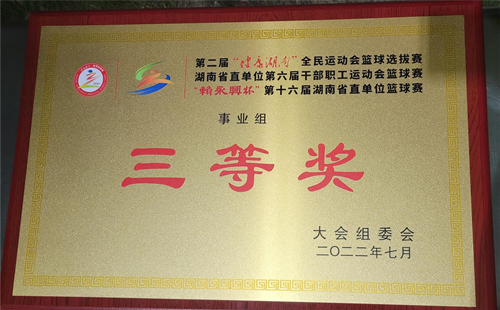 第二届“健康湖南”全民运动会篮球选拔赛
湖南省直单位第六届干部职工运动会篮球赛
“赖永兴杯”第十六届湖南省直单位篮球赛
事业组
三等奖
大会组委会
二〇二二年七月